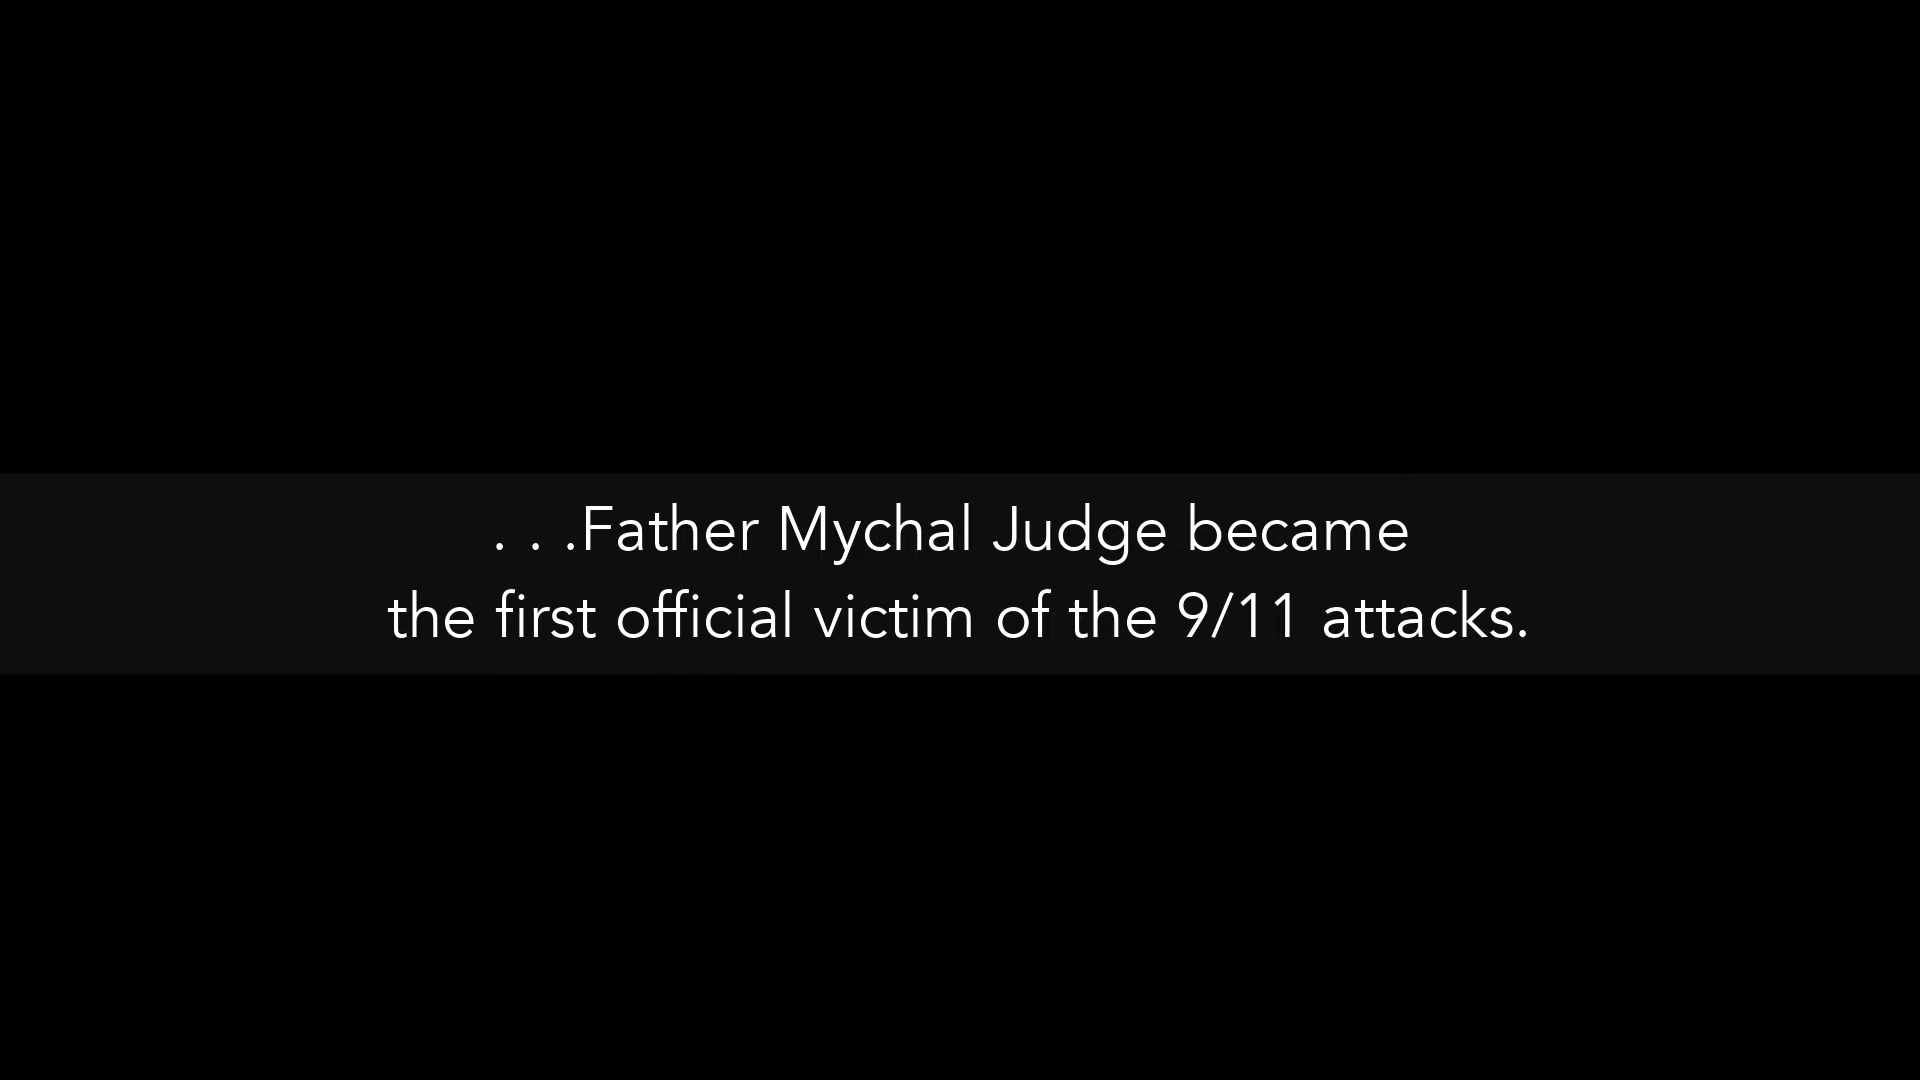 . . .Father Mychal Judge became
the first official victim of the 9/11 attacks.